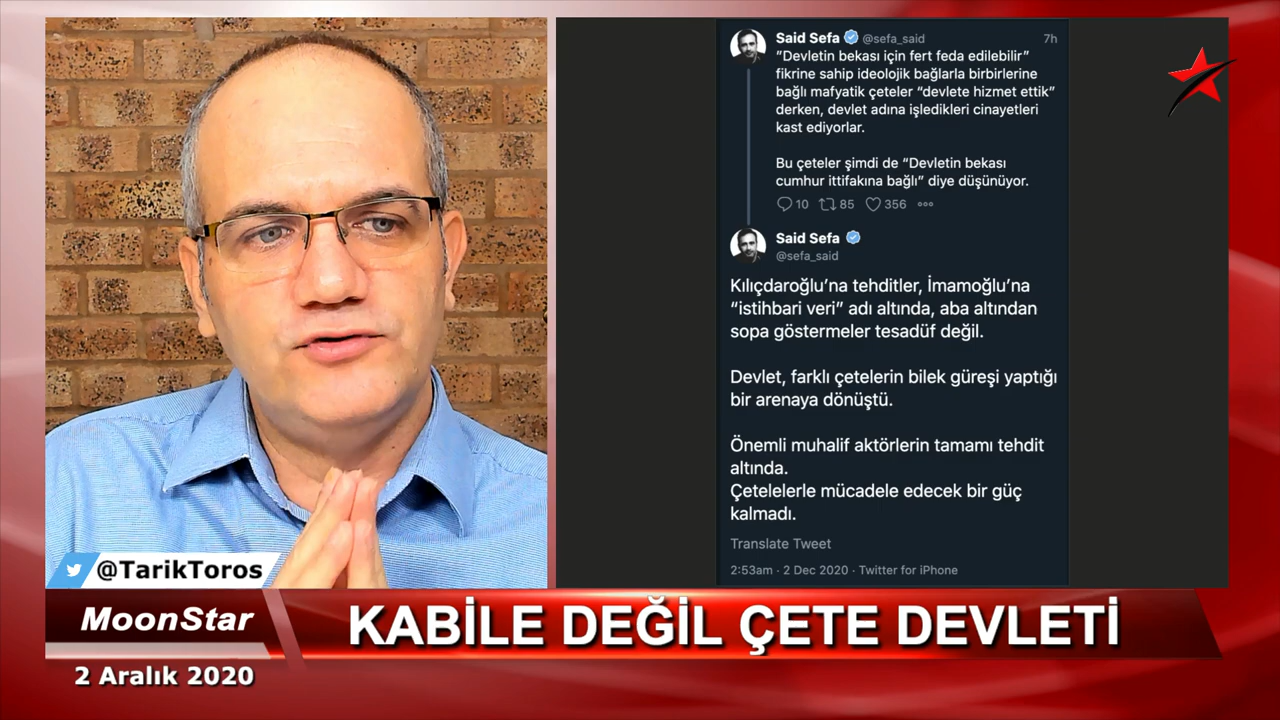 Said Sefa @sefa_said 7h
"Devletin bekası için fert feda edilebilir"
fikrine sahip ideolojik bağlarla birbirlerine
bağlı mafyatik çeteler “devlete hizmet ettik”
derken, devlet adına işledikleri cinayetleri
kast ediyorlar.
Bu çeteler şimdi de “Devletin bekası
cumhur ittifakına bağlı” diye düşünüyor.
10 85 356
Said Sefa
@sefa_said
Kılıçdaroğlu’na tehditler, İmamoğlu’na
“istihbari veri” adı altında, aba altından
sopa göstermeler tesadüf değil.
Devlet, farklı çetelerin bilek güreşi yaptığı
bir arenaya dönüştü.
Önemli muhalif aktörlerin tamamı tehdit
altında.
Çetelelerle mücadele edecek bir güç
kalmadı.
Translate Tweet
2:53am · 2 Dec 2020 · Twitter for iPhone
@TarikToros
MoonStar
KABİLE DEĞİL ÇETE DEVLETİ
2 Aralık 2020